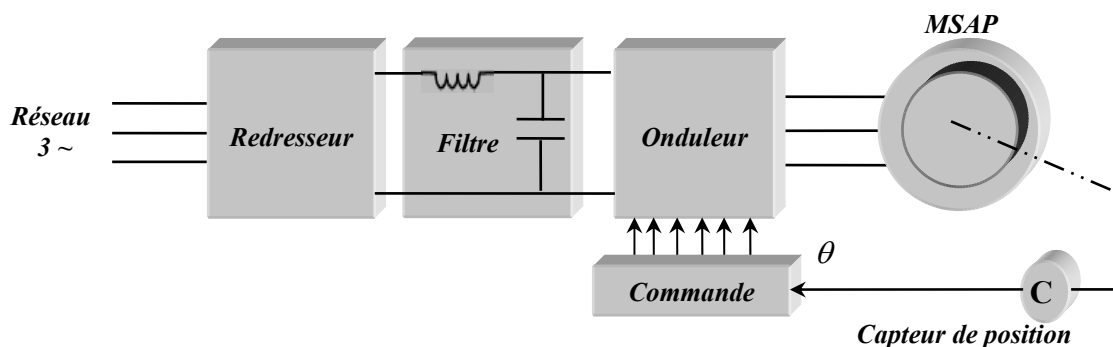 MSAP
Réseau
3 ~
Redresseur
Filtre
Onduleur
θ
Commande
C
Capteur de position